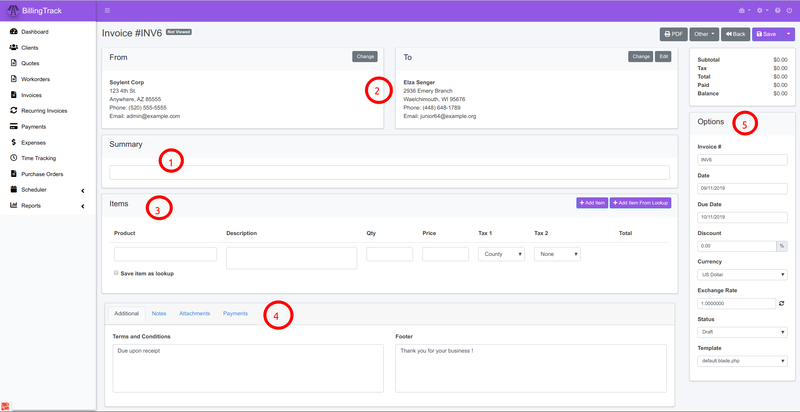 BillingTrack
Dashboard
Clients
Quotes
Workorders
Invoices
Recurring Invoices
Payments
Expenses
Time Tracking
Purchase Orders
Scheduler
Reports
Invoice #INV6 Not Viewed
PDF Other Back Save
From Change
Soylent Corp
123 4th St.
Anywhere, AZ 85555
Phone: (520) 555-5555
Email: admin@example.com
2
To Change Edit
Elza Senger
2936 Emery Branch
Waelchimouth, WI 95676
Phone: (448) 648-1789
Email: junior64@example.org
Summary
1
Items
3
Add Item Add Item From Lookup
Product Description Qty Price Tax 1 Tax 2 Total
County None
Save item as lookup
Additional Notes Attachments Payments
4
Terms and Conditions
Due upon receipt
Footer
Thank you for your business !
Subtotal $0.00
Tax $0.00
Total $0.00
Paid $0.00
Balance $0.00
Options
5
Invoice #
INV6
Date
09/11/2019
Due Date
10/11/2019
Discount
0.00 %
Currency
US Dollar
Exchange Rate
1.0000000
Status
Draft
Template
default.blade.php